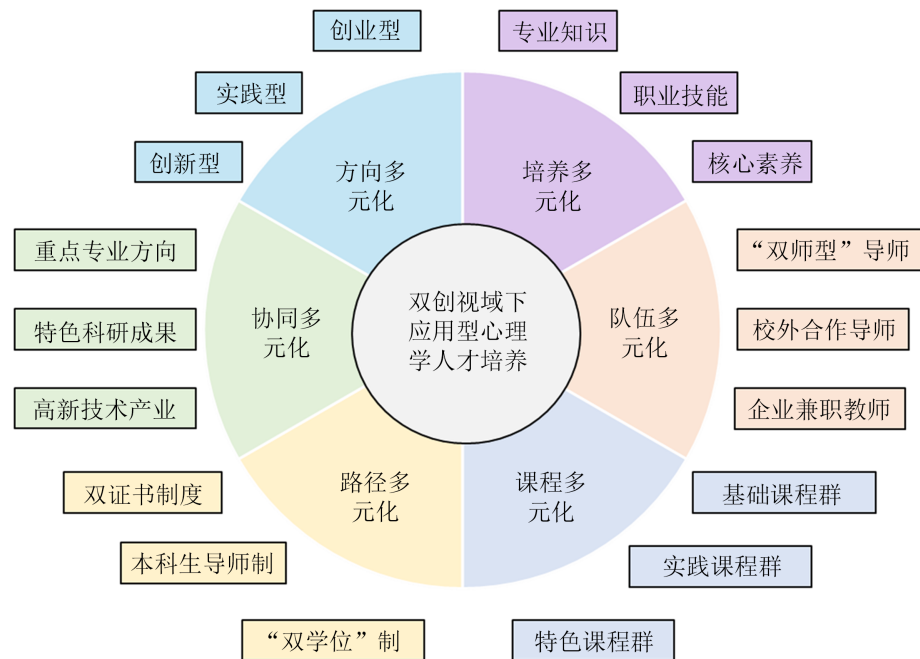 创业型
专业知识
实践型
职业技能
创新型
核心素养
方向多
元化
培养多
元化
重点专业方向
“双师型”导师
特色科研成果
校外合作导师
高新技术产业
企业兼职教师
协同多
元化
双创视域下
应用型心理
学人才培养
队伍多
元化
路径多
元化
课程多
元化
双证书制度
基础课程群
本科生导师制
实践课程群
“双学位”制
特色课程群